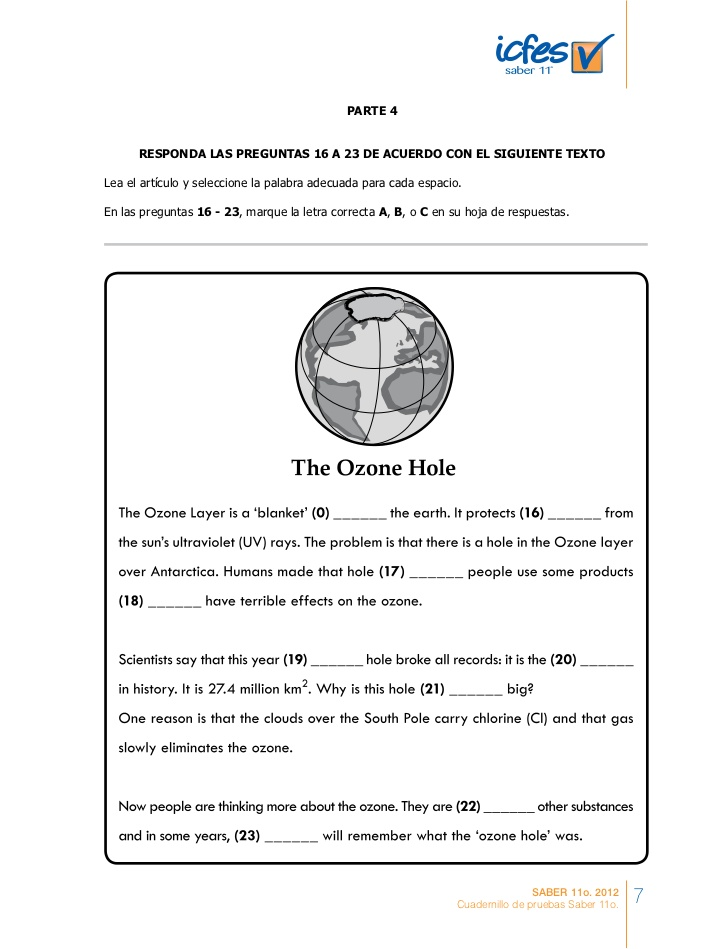 icfes
saber 11°
PARTE 4
RESPONDA LAS PREGUNTAS 16 A 23 DE ACUERDO CON EL SIGUIENTE TEXTO
Lea el artículo y seleccione la palabra adecuada para cada espacio.
En las preguntas 16 - 23, marque la letra correcta A, B, o C en su hoja de respuestas.
The Ozone Hole
The Ozone Layer is a ‘blanket’ (0) ______ the earth. It protects (16) ______ from
the sun’s ultraviolet (UV) rays. The problem is that there is a hole in the Ozone layer
over Antarctica. Humans made that hole (17) ______ people use some products
(18) ______ have terrible effects on the ozone.
Scientists say that this year (19) ______ hole broke all records: it is the (20) ______
in history. It is 27.4 million km². Why is this hole (21) ______ big?
One reason is that the clouds over the South Pole carry chlorine (Cl) and that gas
slowly eliminates the ozone.
Now people are thinking more about the ozone. They are (22) ______ other substances
and in some years, (23) ______ will remember what the ‘ozone hole’ was.
SABER 11o. 2012
Cuadernillo de pruebas Saber 11o.
7